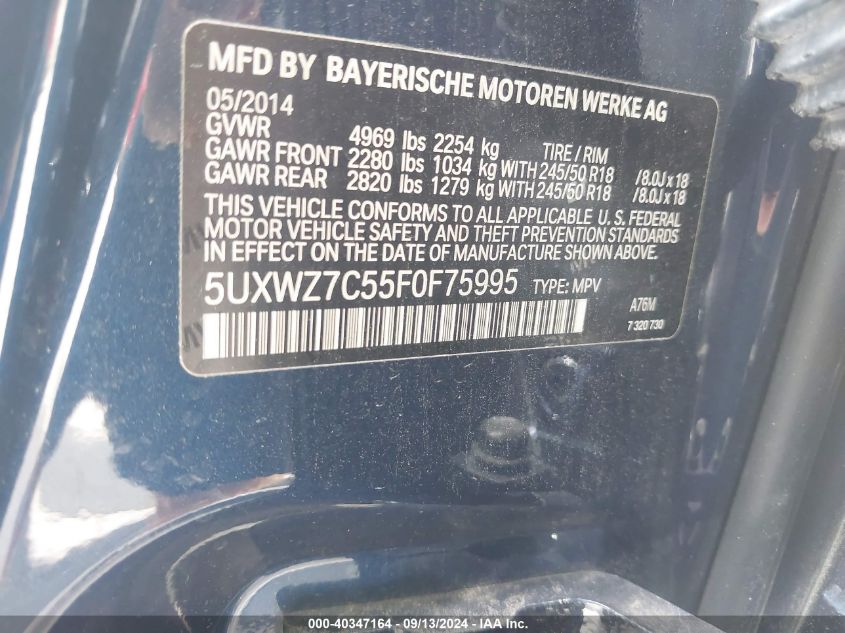 MFD BY BAYERISCHE MOTOREN WERKE AG
05/2014
GVWR 4969 lbs 2254 kg TIRE / RIM
GAWR FRONT 2280 lbs 1034 kg WITH 245/50 R18 /8.0J x 18
GAWR REAR 2820 lbs 1279 kg WITH 245/50 R18 /8.0J x 18
THIS VEHICLE CONFORMS TO ALL APPLICABLE U. S. FEDERAL
MOTOR VEHICLE SAFETY AND THEFT PREVENTION STANDARDS
IN EFFECT ON THE DATE OF MANUFACTURE SHOWN ABOVE.
5UXWZ7C55F0F75995 TYPE: MPV
A76M
7 320 730
000-40347164 - 09/13/2024 - IAA Inc.